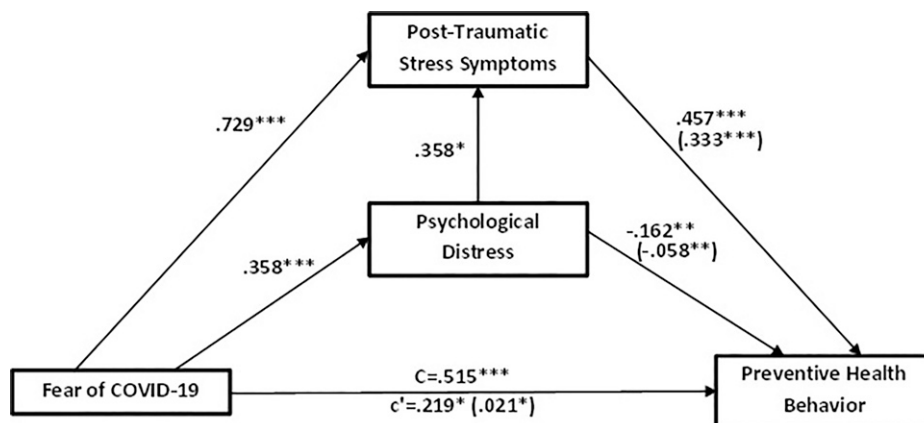 Post-Traumatic
Stress Symptoms
.729***
.457***
(.333***)
.358*
Psychological
Distress
-.162**
(-.058**)
.358***
Fear of COVID-19
C=.515***
c'=.219* (.021*)
Preventive Health
Behavior